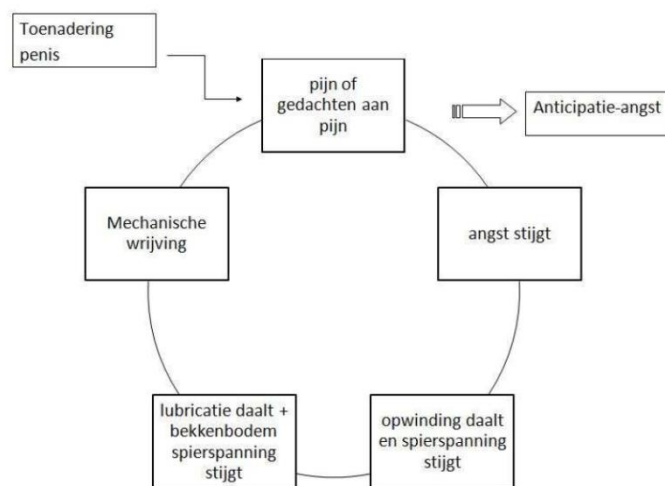 Toenadering
penis
pijn of
gedachten aan
pijn
Anticipatie-angst
angst stijgt
opwinding daalt
en spierspanning
stijgt
lubricatie daalt +
bekkenbodem
spierspanning
stijgt
Mechanische
wrijving